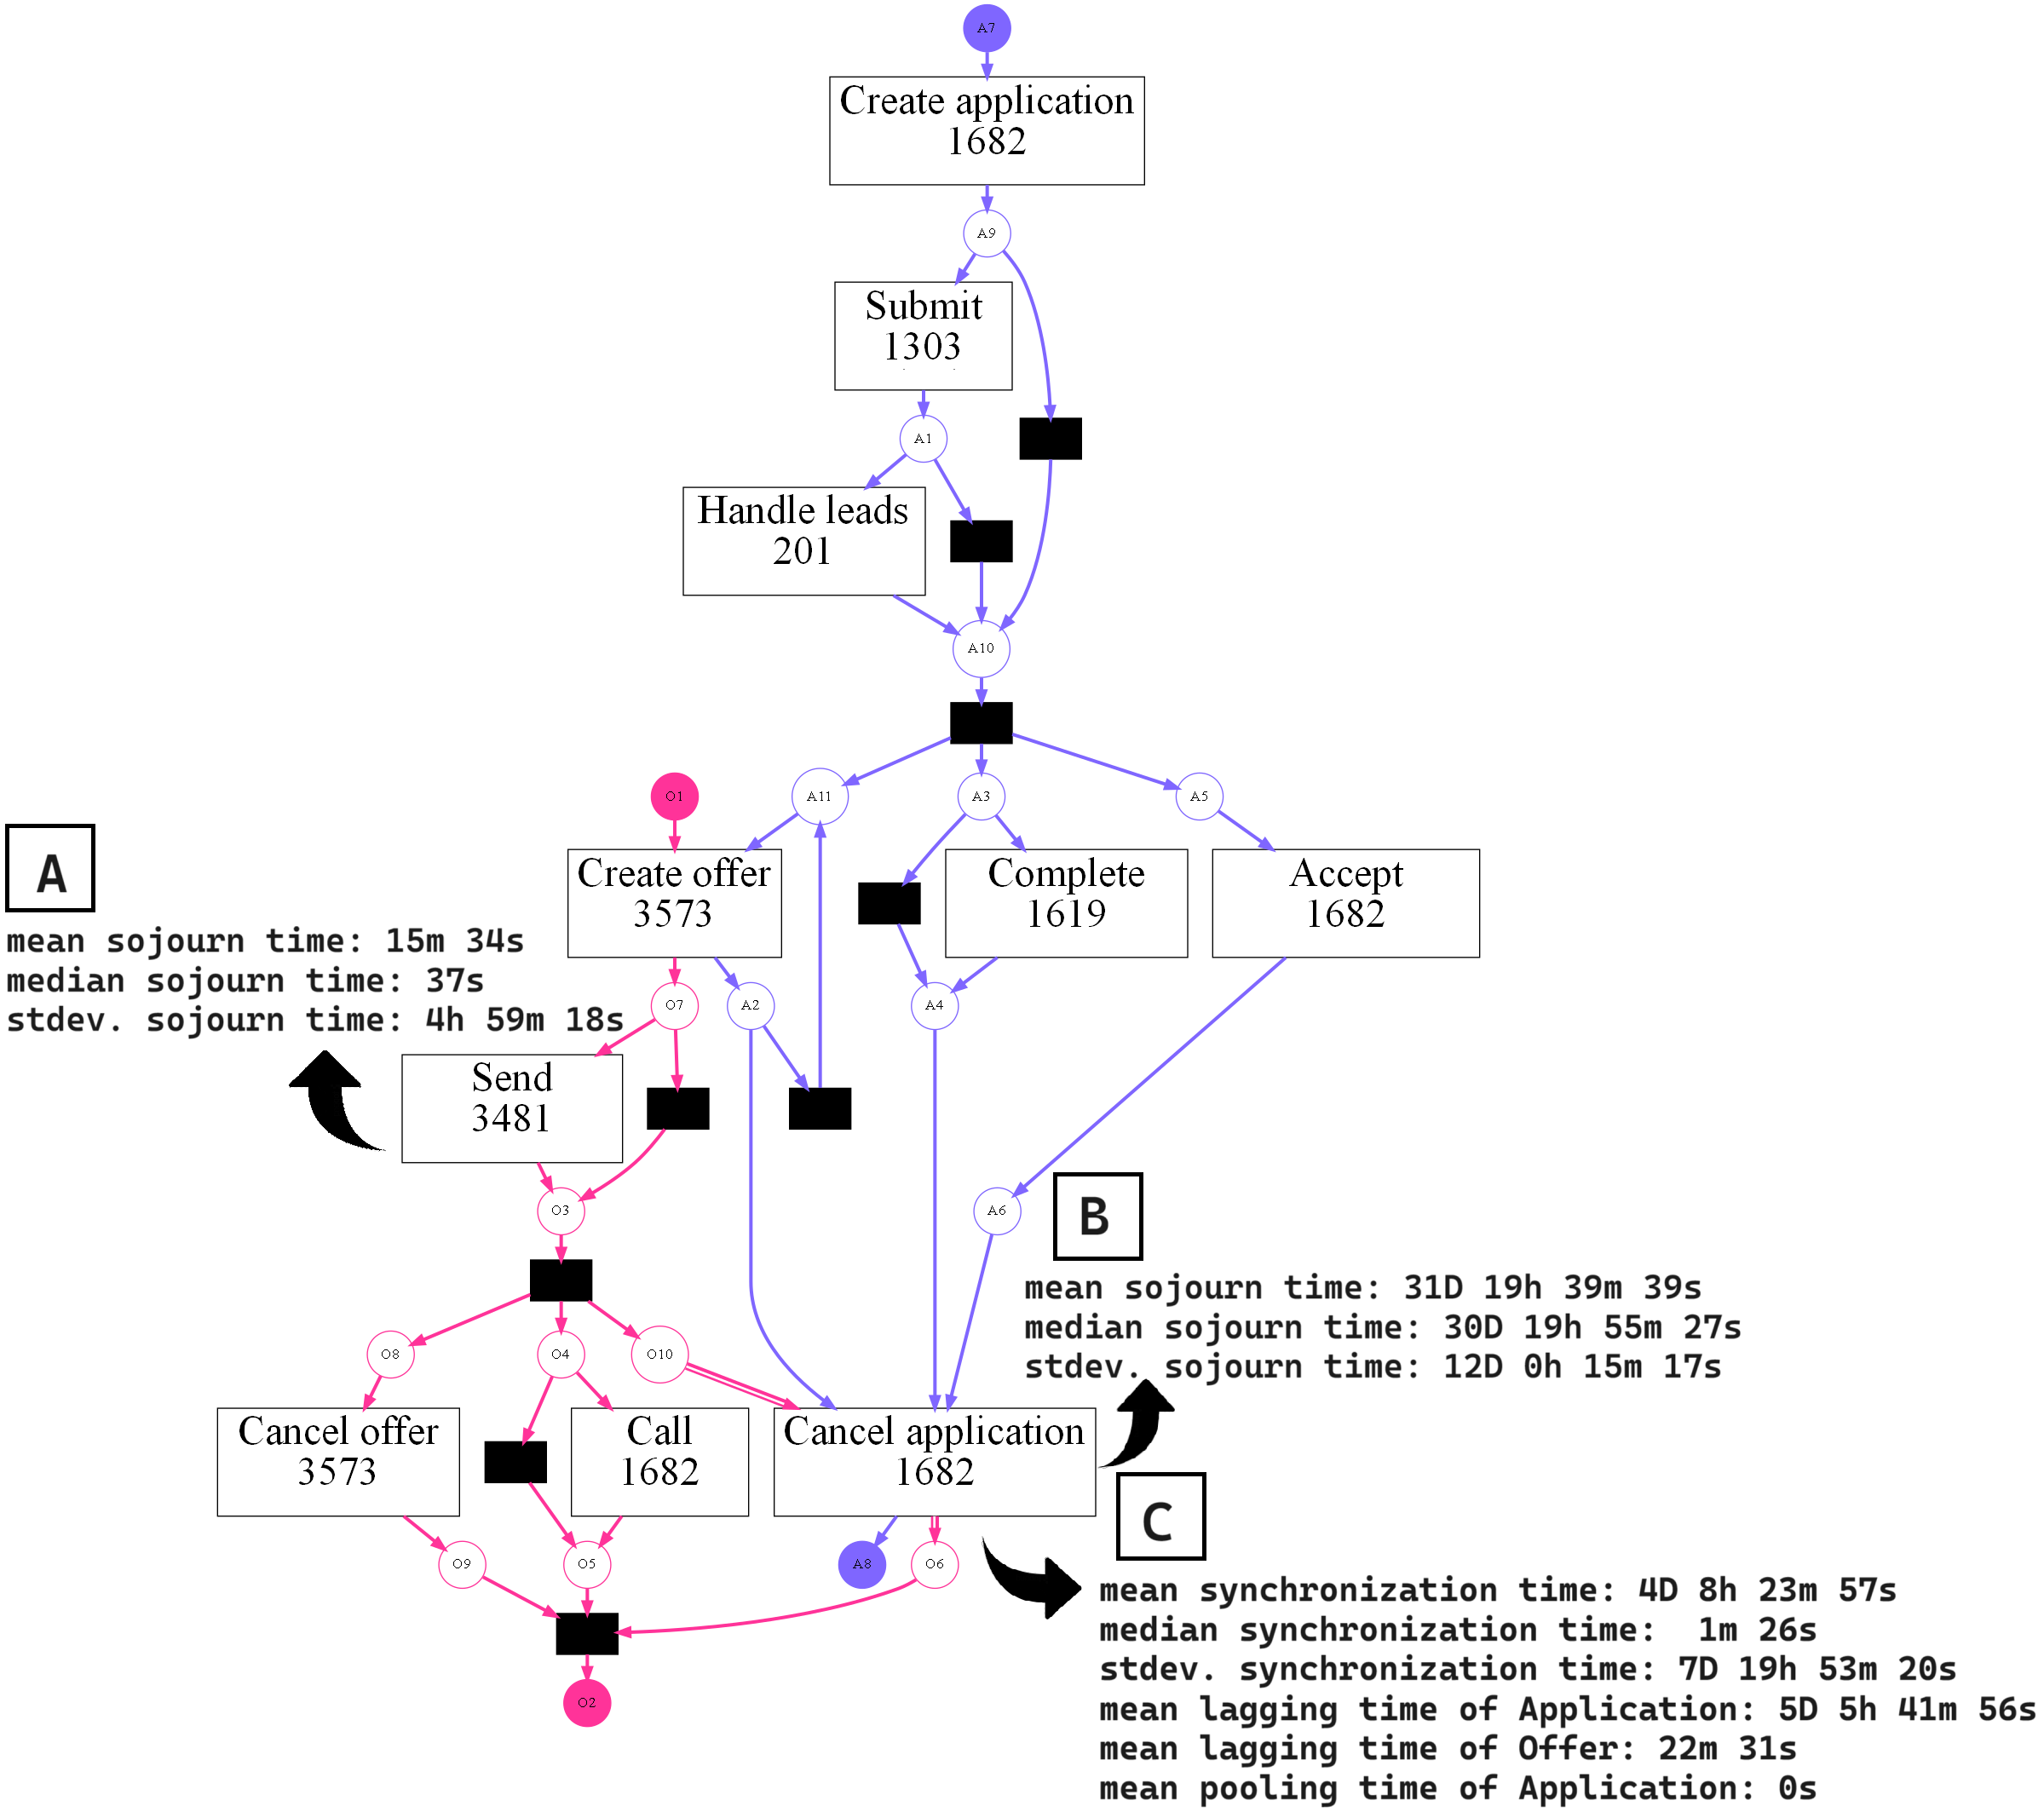 A7
Create application
1682
A9
Submit
1303
A1
Handle leads
201
A10
O1
A11
A3
A5
A
mean sojourn time: 15m 34s
median sojourn time: 37s
stdev. sojourn time: 4h 59m 18s
Create offer
3573
Complete
1619
Accept
1682
O7
A2
A4
Send
3481
O3
A6
B
mean sojourn time: 31D 19h 39m 39s
median sojourn time: 30D 19h 55m 27s
stdev. sojourn time: 12D 0h 15m 17s
O8
O4
O10
Cancel offer
3573
Call
1682
Cancel application
1682
C
O9
O5
A8
O6
mean synchronization time: 4D 8h 23m 57s
median synchronization time: 1m 26s
stdev. synchronization time: 7D 19h 53m 20s
mean lagging time of Application: 5D 5h 41m 56s
mean lagging time of Offer: 22m 31s
mean pooling time of Application: 0s
O2